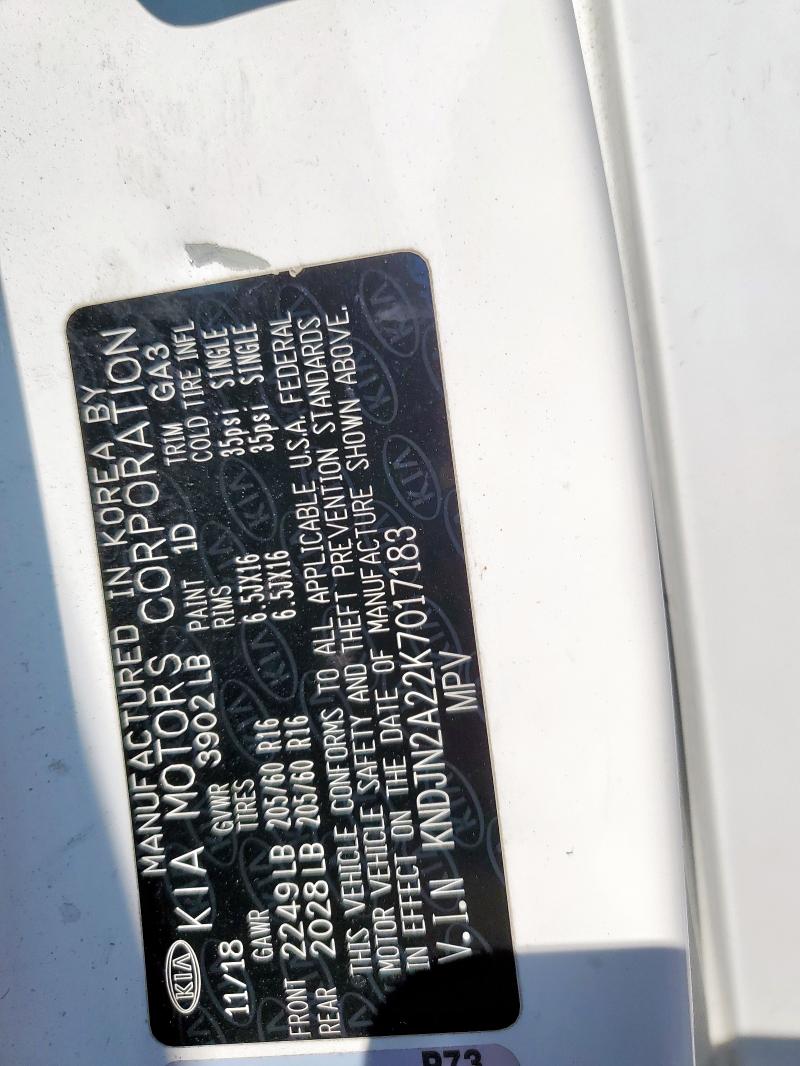 MANUFACTURED IN KOREA BY
KIA KIA MOTORS CORPORATION
11/18 GVWR 3902LB PAINT 1D TRIM GA3
GAWR TIRES RIMS COLD TIRE INFL
FRONT 2249LB 205/60 R16 6.5JX16 35psi SINGLE
REAR 2028LB 205/60 R16 6.5JX16 35psi SINGLE
THIS VEHICLE CONFORMS TO ALL APPLICABLE U.S.A. FEDERAL
MOTOR VEHICLE SAFETY AND THEFT PREVENTION STANDARDS
IN EFFECT ON THE DATE OF MANUFACTURE SHOWN ABOVE.
V.I.N KNDJN2A22K7017183
MPV